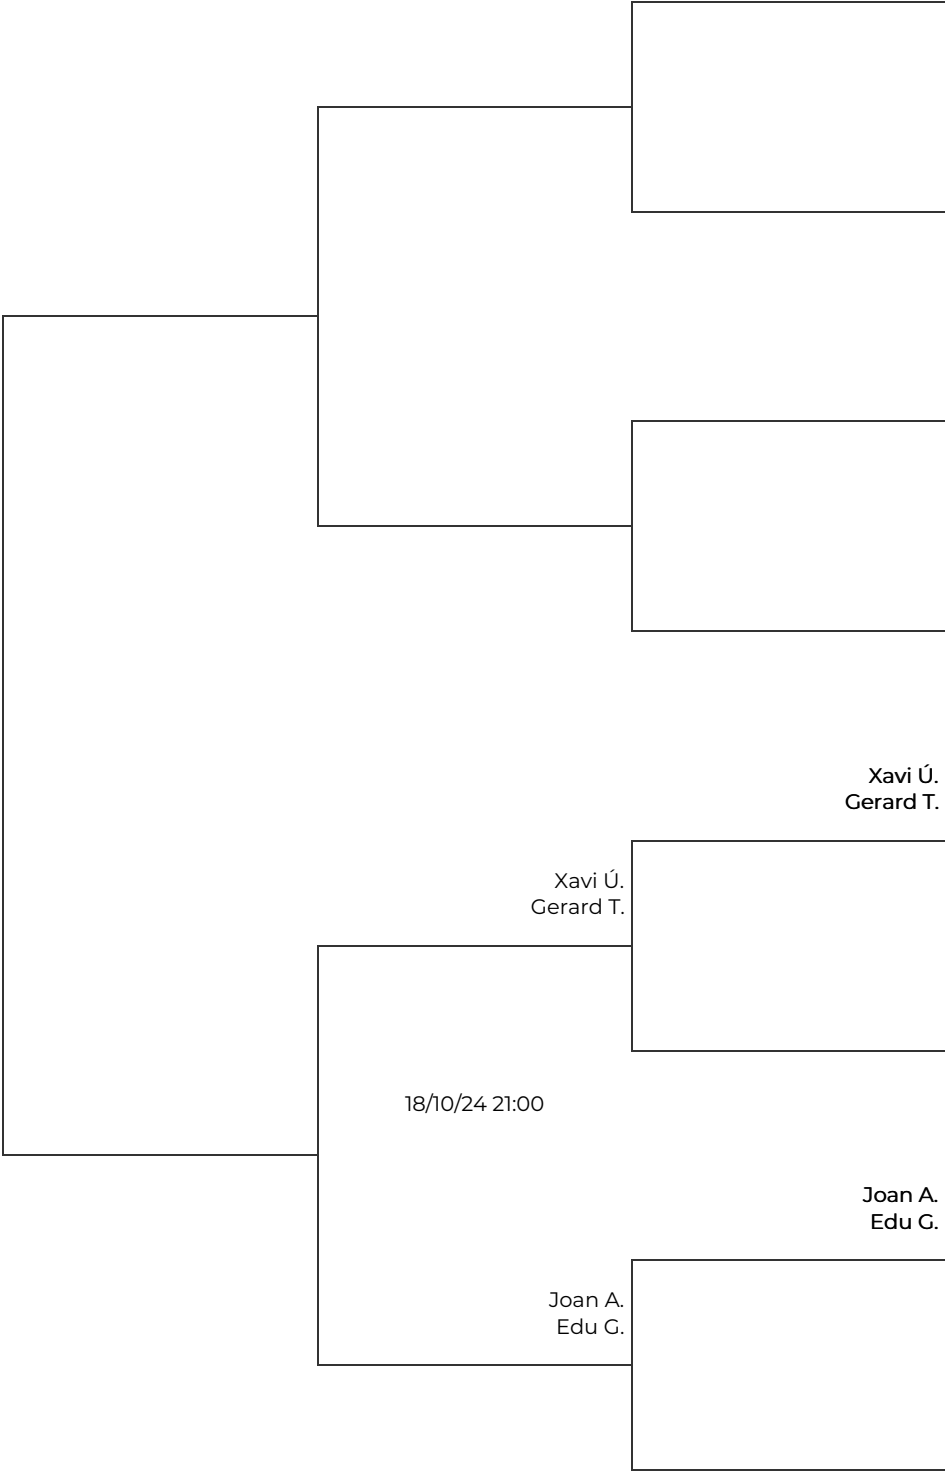 Xavi Ú.
Gerard T.
Xavi Ú.
Gerard T.
18/10/24 21:00
Joan A.
Edu G.
Joan A.
Edu G.